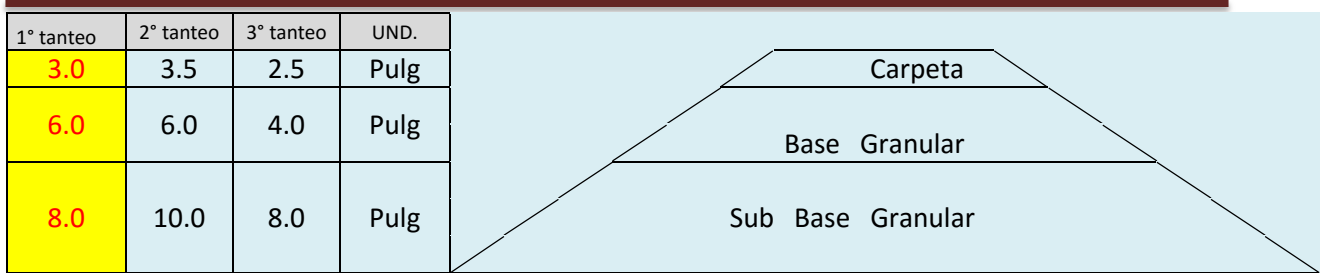 1° tanteo 2° tanteo 3° tanteo UND.
3.0 3.5 2.5 Pulg Carpeta
6.0 6.0 4.0 Pulg Base Granular
8.0 10.0 8.0 Pulg Sub Base Granular